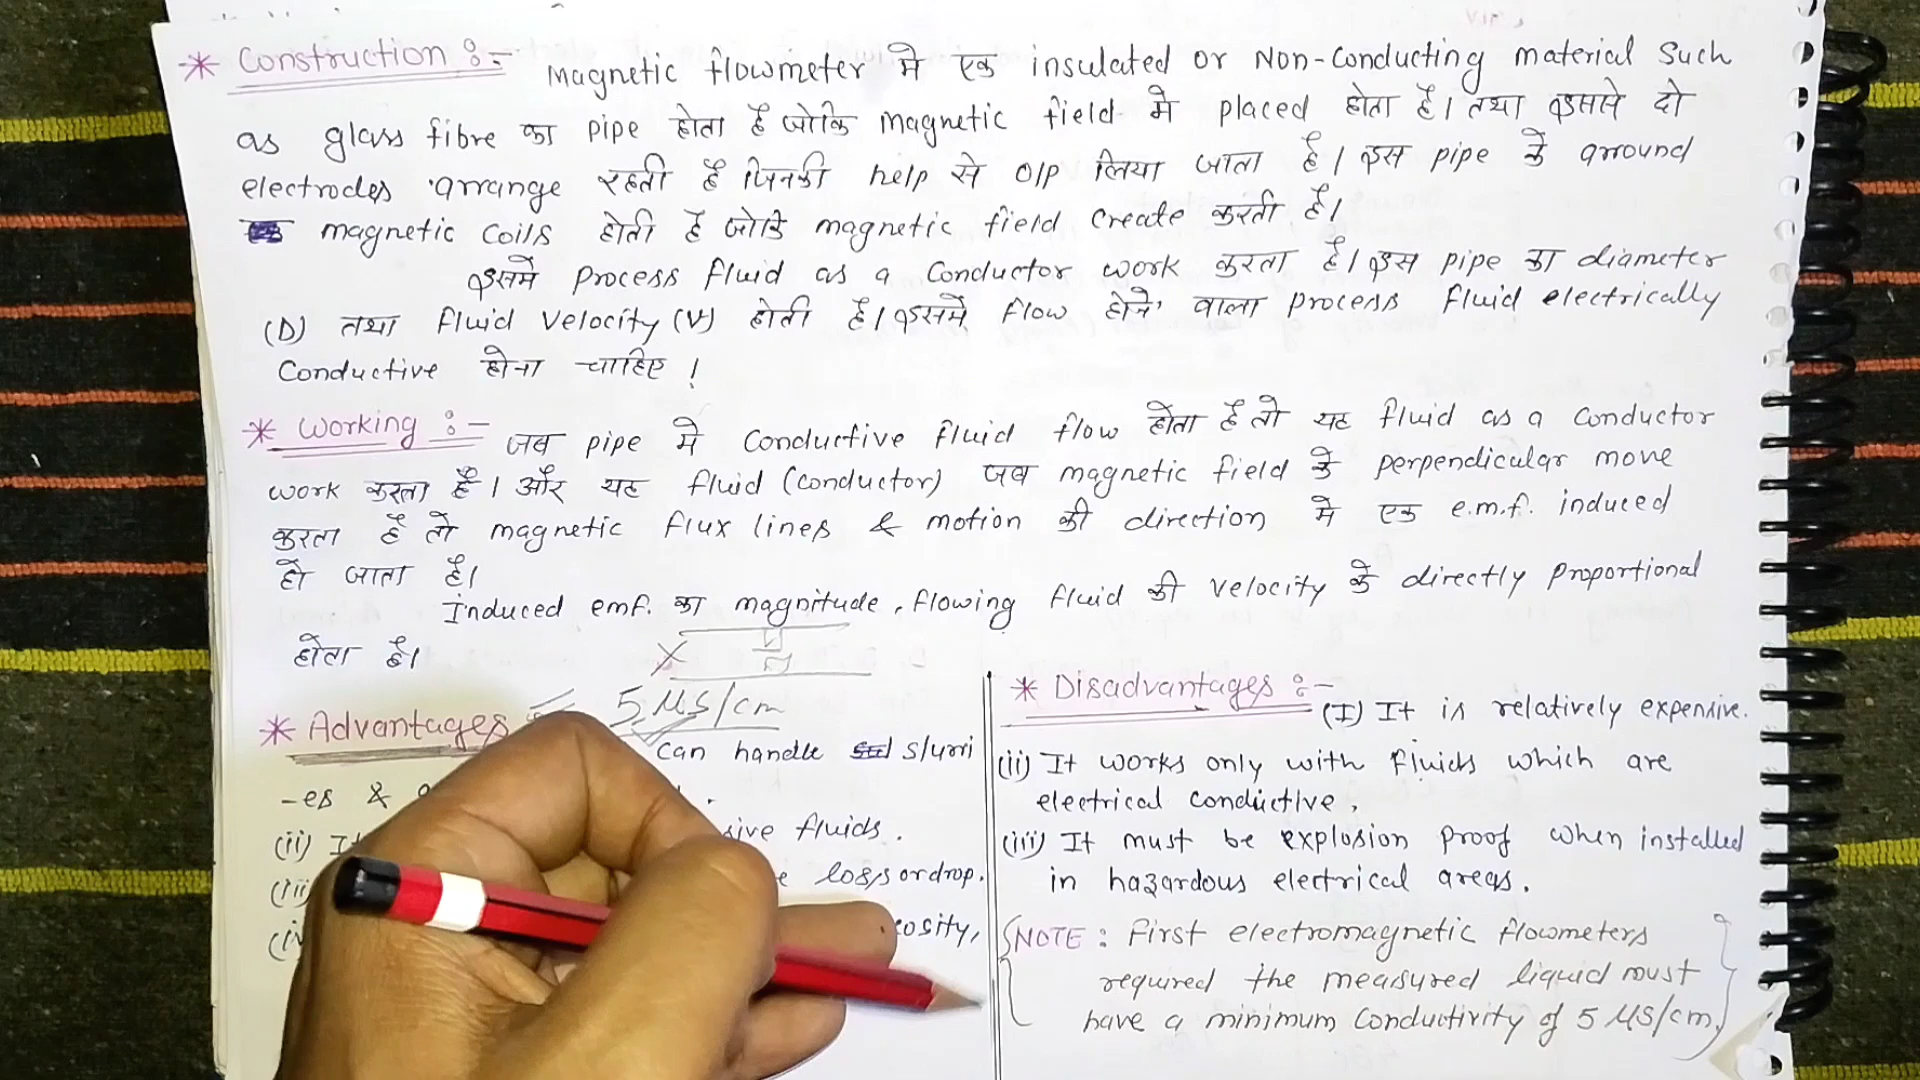 * Construction :- Magnetic flowmeter मे एक insulated or Non-Conducting material Such
as glass fibre का pipe होता है जोकि magnetic field मे placed होता है। तथा इससे दो
electrodes arrange रहती है जिनकी help से O/P लिया जाता है। इस pipe के arround
magnetic coils होती है जोकि magnetic field create करती है।
इसमें process fluid as a conductor work करता है। इस pipe का diameter
(D) तथा fluid velocity (V) होती है। इसमें flow होने वाला process fluid electrically
Conductive होना चाहिए !
* Working :- जब pipe मे conductive fluid flow होता है तो यह fluid as a conductor
work करता है। और यह fluid (conductor) जब magnetic field के perpendicular move
करता है तो magnetic flux lines & motion की direction मे एक e.m.f. induced
हो जाता है।
Induced emf. का magnitude, flowing fluid की velocity के directly proportional
होता है।
5 μs/cm
* Advantages
can handle slurri
-es &
(ii) It
sive fluids.
(iii)
loss or drop.
(iv
cosity,
* Disadvantages :- (I) It is relatively expensive.
(ii) It works only with fluids which are
electrical conductive.
(iii) It must be explosion proof when installed
in hazardous electrical areas.
NOTE : First electromagnetic flowmeters
required the measured liquid must
have a minimum conductivity of 5 μs/cm.